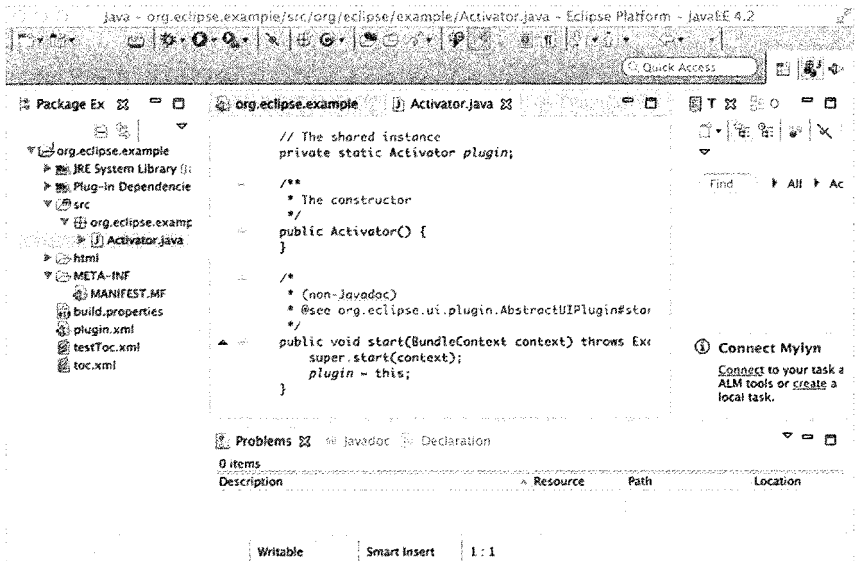 Java - org.eclipse.example/src/org/eclipse/example/Activator.java - Eclipse Platform - JavaEE 4.2
Quick Access
Package Ex
org.eclipse.example
JRE System Library
Plug-in Dependencie
src
org.eclipse.examp
Activator.java
html
META-INF
MANIFEST.MF
build.properties
plugin.xml
testToc.xml
toc.xml
org.eclipse.example
Activator.java
// The shared instance
private static Activator plugin;
/**
* The constructor
*/
public Activator() {
}
/*
* (non-Javadoc)
* @see org.eclipse.ui.plugin.AbstractUIPlugin#star
*/
public void start(BundleContext context) throws Exc
super.start(context);
plugin = this;
}
T
O
Find
All
Ac
Connect Mylyn
Connect to your task a
ALM tools or create a
local task.
Problems
Javadoc
Declaration
0 items
Description
Resource
Path
Location
Writable
Smart Insert
1 : 1